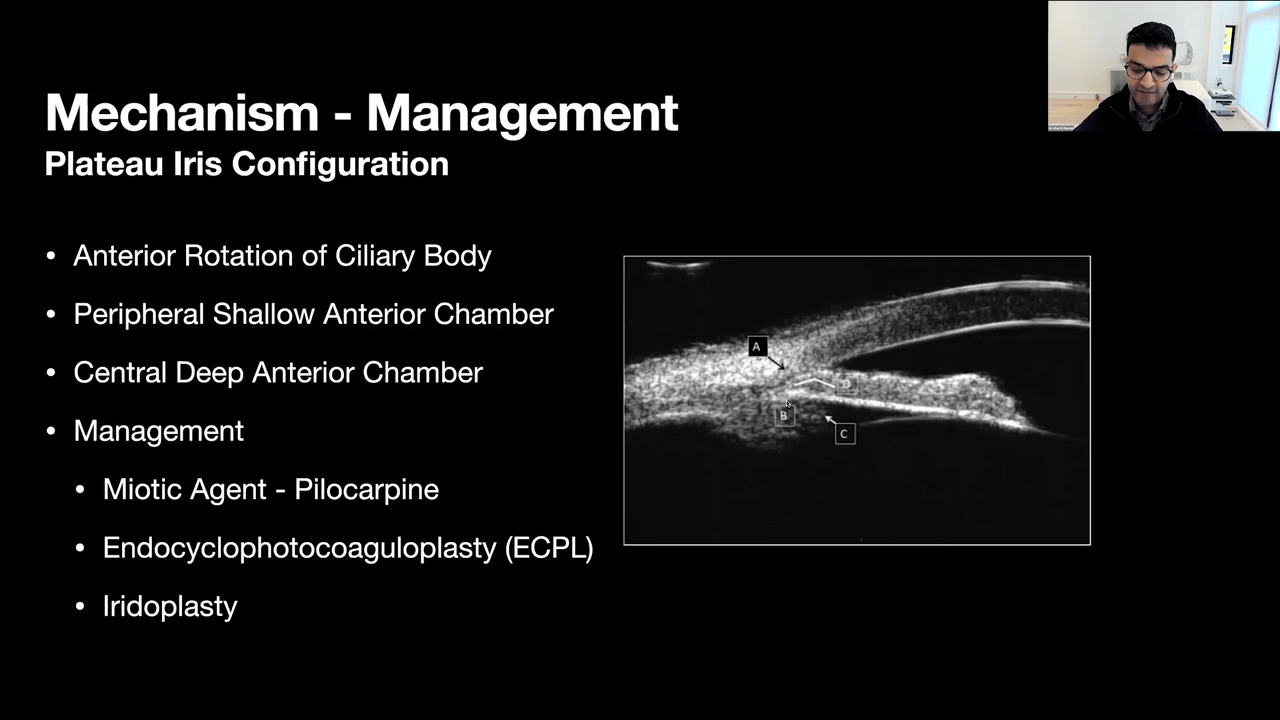 Mechanism - Management
Plateau Iris Configuration
• Anterior Rotation of Ciliary Body
• Peripheral Shallow Anterior Chamber
• Central Deep Anterior Chamber
• Management
• Miotic Agent - Pilocarpine
• Endocyclophotocoaguloplasty (ECPL)
• Iridoplasty
A
D
B
C